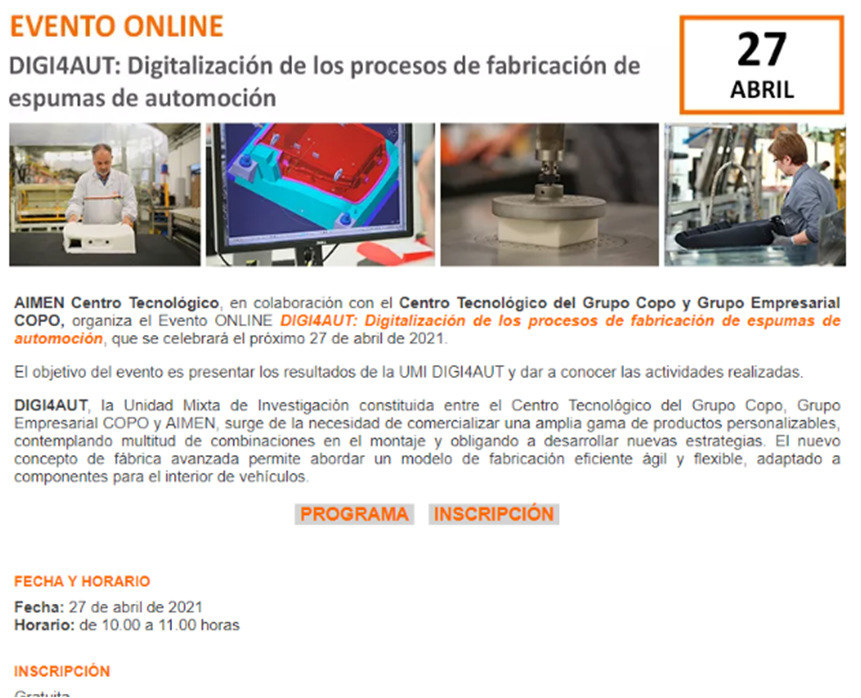 EVENTO ONLINE
DIGI4AUT: Digitalización de los procesos de fabricación de
espumas de automoción
27
ABRIL
AIMEN Centro Tecnológico, en colaboración con el Centro Tecnológico del Grupo Copo y Grupo Empresarial
COPO, organiza el Evento ONLINE DIGI4AUT: Digitalización de los procesos de fabricación de espumas de
automoción, que se celebrará el próximo 27 de abril de 2021.
El objetivo del evento es presentar los resultados de la UMI DIGI4AUT y dar a conocer las actividades realizadas.
DIGI4AUT, la Unidad Mixta de Investigación constituida entre el Centro Tecnológico del Grupo Copo, Grupo
Empresarial COPO y AIMEN, surge de la necesidad de comercializar una amplia gama de productos personalizables,
contemplando multitud de combinaciones en el montaje y obligando a desarrollar nuevas estrategias. El nuevo
concepto de fábrica avanzada permite abordar un modelo de fabricación eficiente ágil y flexible, adaptado a
componentes para el interior de vehículos.
PROGRAMA INSCRIPCIÓN
FECHA Y HORARIO
Fecha: 27 de abril de 2021
Horario: de 10.00 a 11.00 horas
INSCRIPCIÓN
Gratuita